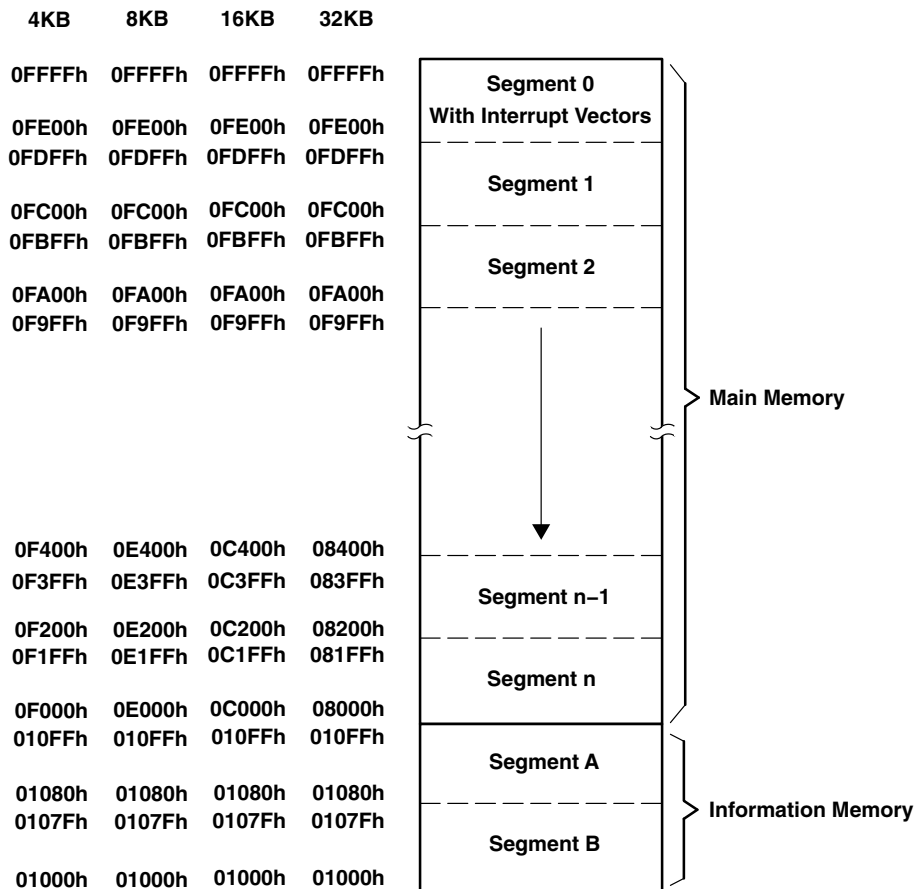 4KB 8KB 16KB 32KB
0FFFFh 0FFFFh 0FFFFh 0FFFFh
Segment 0
With Interrupt Vectors
0FE00h 0FE00h 0FE00h 0FE00h
0FDFFh 0FDFFh 0FDFFh 0FDFFh
Segment 1
0FC00h 0FC00h 0FC00h 0FC00h
0FBFFh 0FBFFh 0FBFFh 0FBFFh
Segment 2
0FA00h 0FA00h 0FA00h 0FA00h
0F9FFh 0F9FFh 0F9FFh 0F9FFh
Main Memory
0F400h 0E400h 0C400h 08400h
0F3FFh 0E3FFh 0C3FFh 083FFh
Segment n−1
0F200h 0E200h 0C200h 08200h
0F1FFh 0E1FFh 0C1FFh 081FFh
Segment n
0F000h 0E000h 0C000h 08000h
010FFh 010FFh 010FFh 010FFh
Segment A
01080h 01080h 01080h 01080h
0107Fh 0107Fh 0107Fh 0107Fh
Information Memory
Segment B
01000h 01000h 01000h 01000h